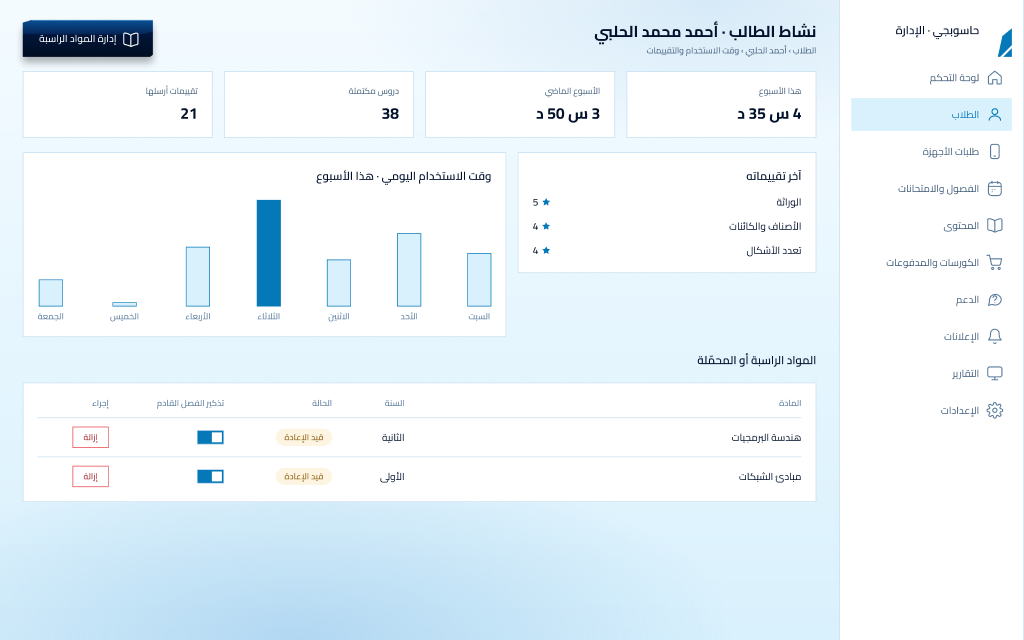 حاسوبجي · الإدارة
لوحة التحكم
الطلاب
طلبات الأجهزة
الفصول والامتحانات
المحتوى
الكورسات والمدفوعات
الدعم
الإعلانات
التقارير
الإعدادات
نشاط الطالب · أحمد محمد الحلبي
الطلاب › أحمد الحلبي › وقت الاستخدام والتقييمات
إدارة المواد الراسبة
هذا الأسبوع
4 س 35 د
الأسبوع الماضي
3 س 50 د
دروس مكتملة
38
تقييمات أرسلها
21
آخر تقييماته
الوراثة 5
الأصناف والكائنات 4
تعدد الأشكال 4
وقت الاستخدام اليومي · هذا الأسبوع
السبت الأحد الاثنين الثلاثاء الأربعاء الخميس الجمعة
المواد الراسبة أو المحمّلة
المادة السنة الحالة تذكير الفصل القادم إجراء
هندسة البرمجيات الثانية قيد الإعادة إزالة
مبادئ الشبكات الأولى قيد الإعادة إزالة